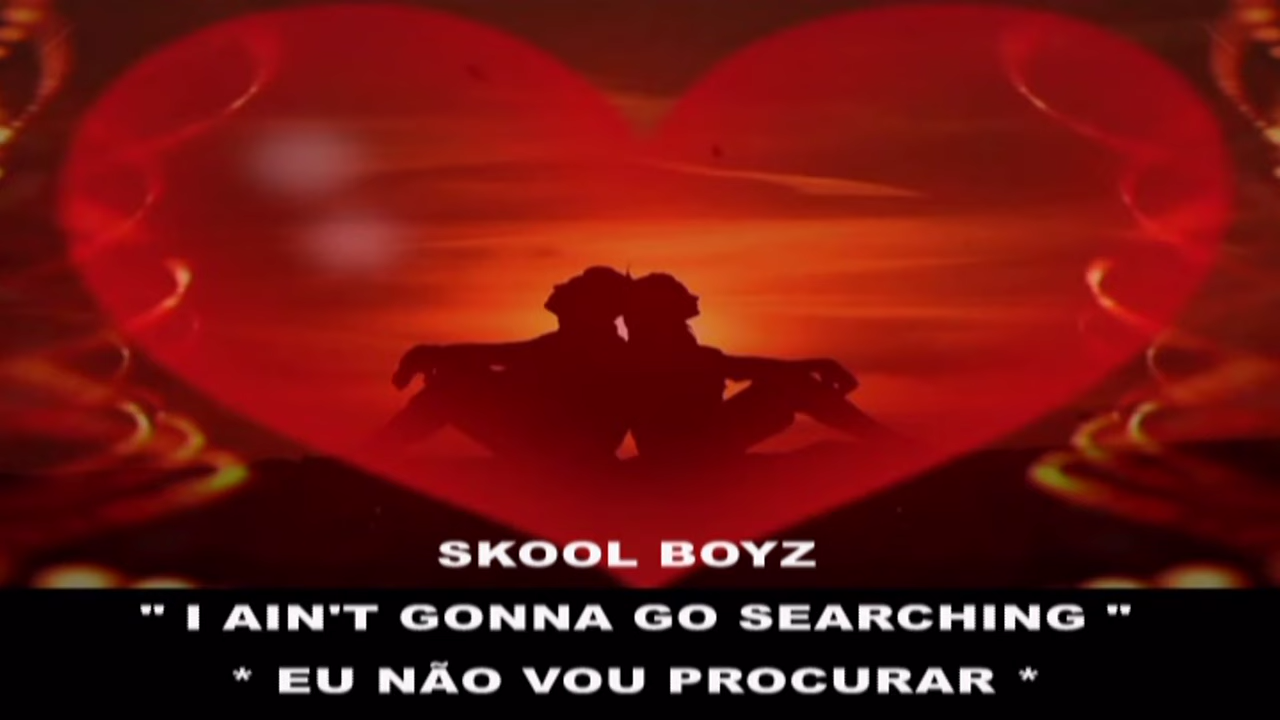 SKOOL BOYZ
" I AIN'T GONNA GO SEARCHING "
* EU NÃO VOU PROCURAR *